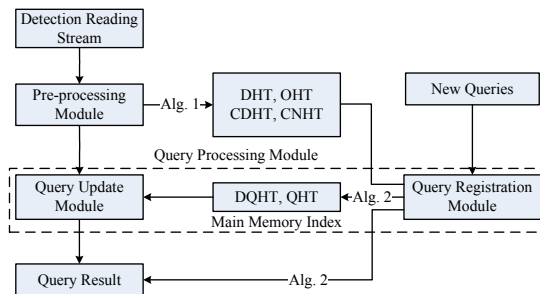 Detection Reading
Stream
Pre-processing
Module
Alg. 1
DHT, OHT
CDHT, CNHT
New Queries
Query Processing Module
Query Update
Module
DQHT, QHT
Alg. 2
Query Registration
Module
Main Memory Index
Query Result
Alg. 2